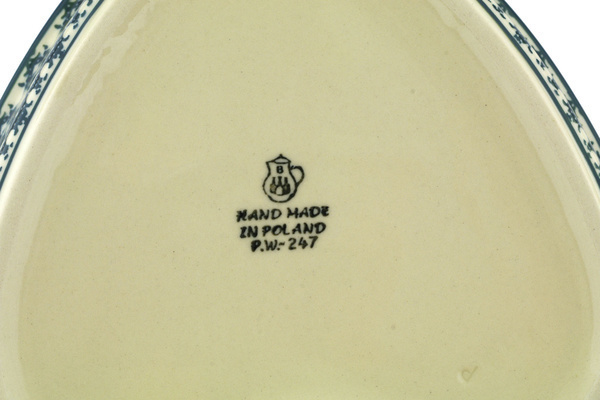 B
HAND MADE
IN POLAND
P.W.- 247